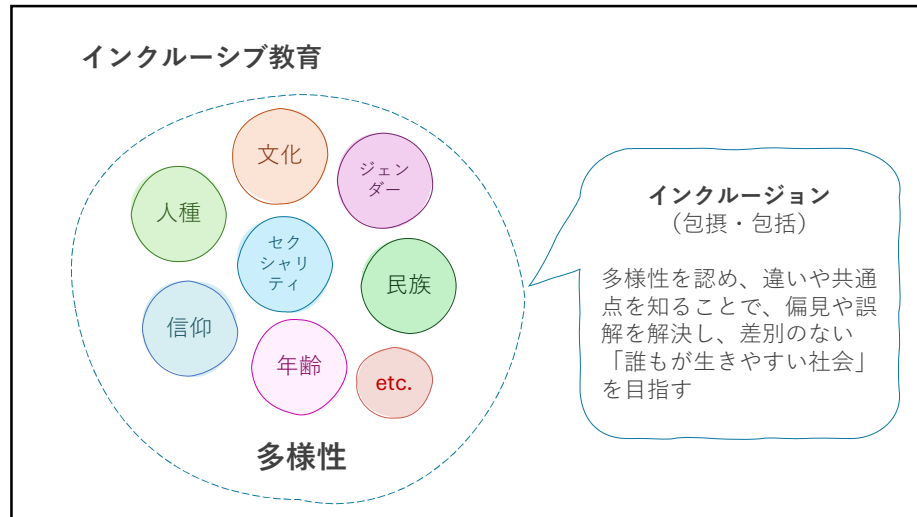 インクルーシブ教育
文化
ジェン
ダー
人種
セク
シャリ
ティ
民族
信仰
年齢
etc.
多様性
インクルージョン
（包摂・包括）
多様性を認め、違いや共通
点を知ることで、偏見や誤
解を解決し、差別のない
「誰もが生きやすい社会」
を目指す